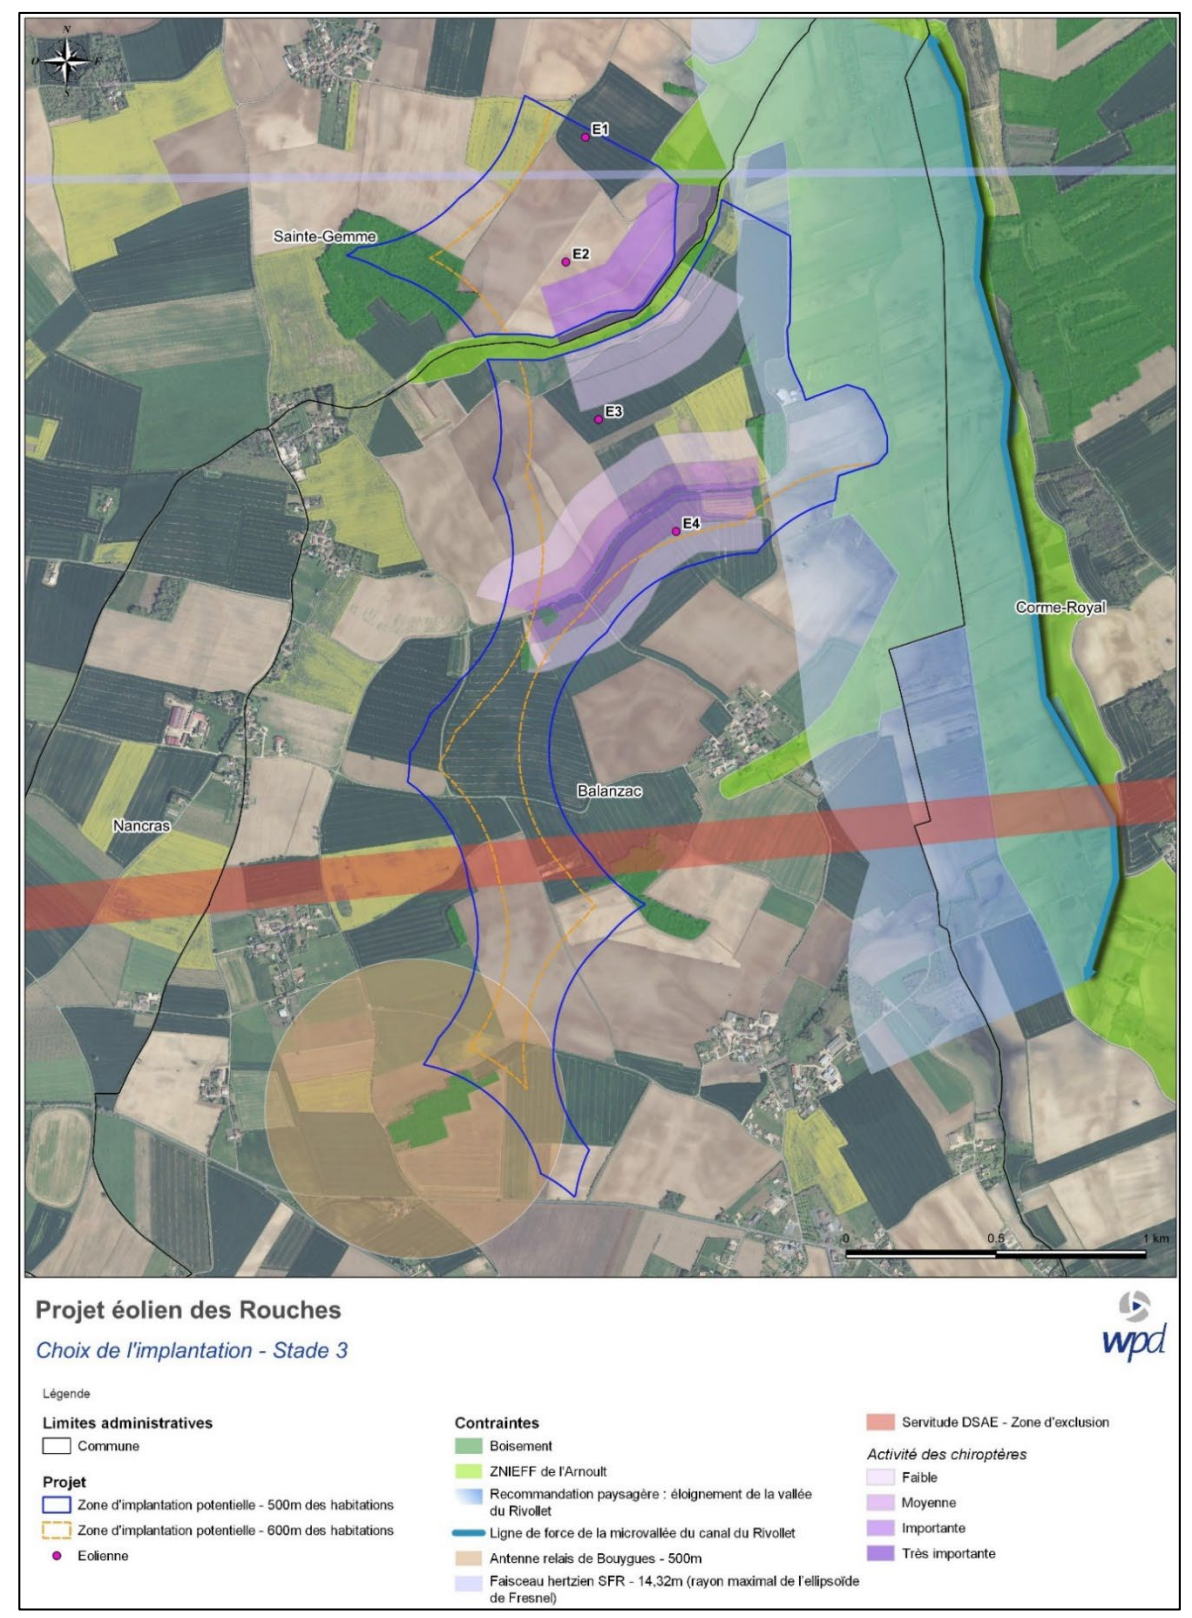 N
O
E
S
E1
Sainte-Gemme
E2
E3
E4
Corme-Royal
Balanzac
Nancras
0 0.5 1 km
Projet éolien des Rouches
Choix de l'implantation - Stade 3
wpd
Légende
Limites administratives
Commune
Projet
Zone d'implantation potentielle - 500m des habitations
Zone d'implantation potentielle - 600m des habitations
Eolienne
Contraintes
Boisement
ZNIEFF de l'Arnoult
Recommandation paysagère : éloignement de la vallée
du Rivollet
Ligne de force de la microvallée du canal du Rivollet
Antenne relais de Bouygues - 500m
Faisceau hertzien SFR - 14,32m (rayon maximal de l'ellipsoïde
de Fresnel)
Servitude DSAE - Zone d'exclusion
Activité des chiroptères
Faible
Moyenne
Importante
Très importante